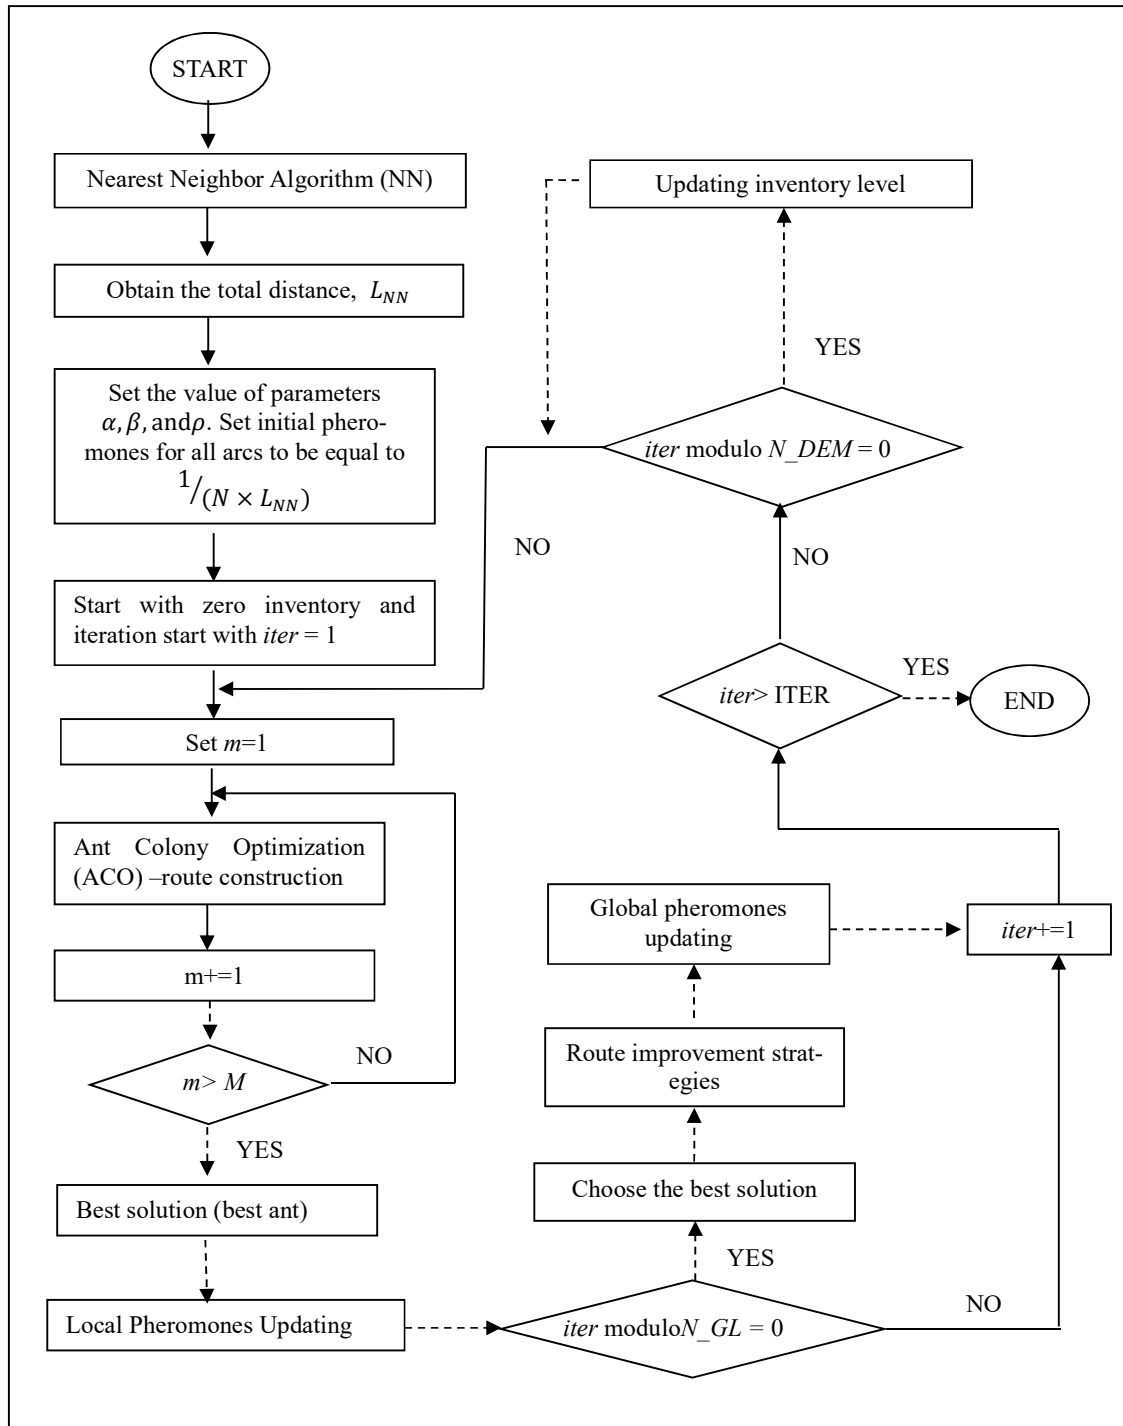 START
Nearest Neighbor Algorithm (NN)
Obtain the total distance, L_{NN}
Set the value of parameters
α, β, andρ. Set initial phero-
mones for all arcs to be equal to
1/(N × L_{NN})
Start with zero inventory and
iteration start with iter = 1
Set m=1
Ant Colony Optimization
(ACO) –route construction
m+=1
m> M
NO
YES
Best solution (best ant)
Local Pheromones Updating
iter moduloN_GL = 0
YES
NO
Choose the best solution
Route improvement strat-
egies
Global pheromones
updating
iter+=1
iter> ITER
YES
END
NO
iter modulo N_DEM = 0
YES
NO
Updating inventory level